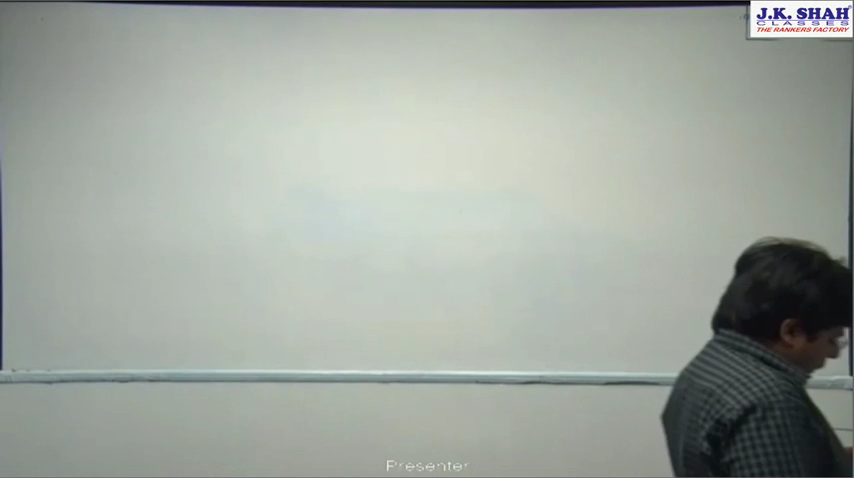 J.K. SHAH®
CLASSES
THE RANKERS FACTORY
Presenter